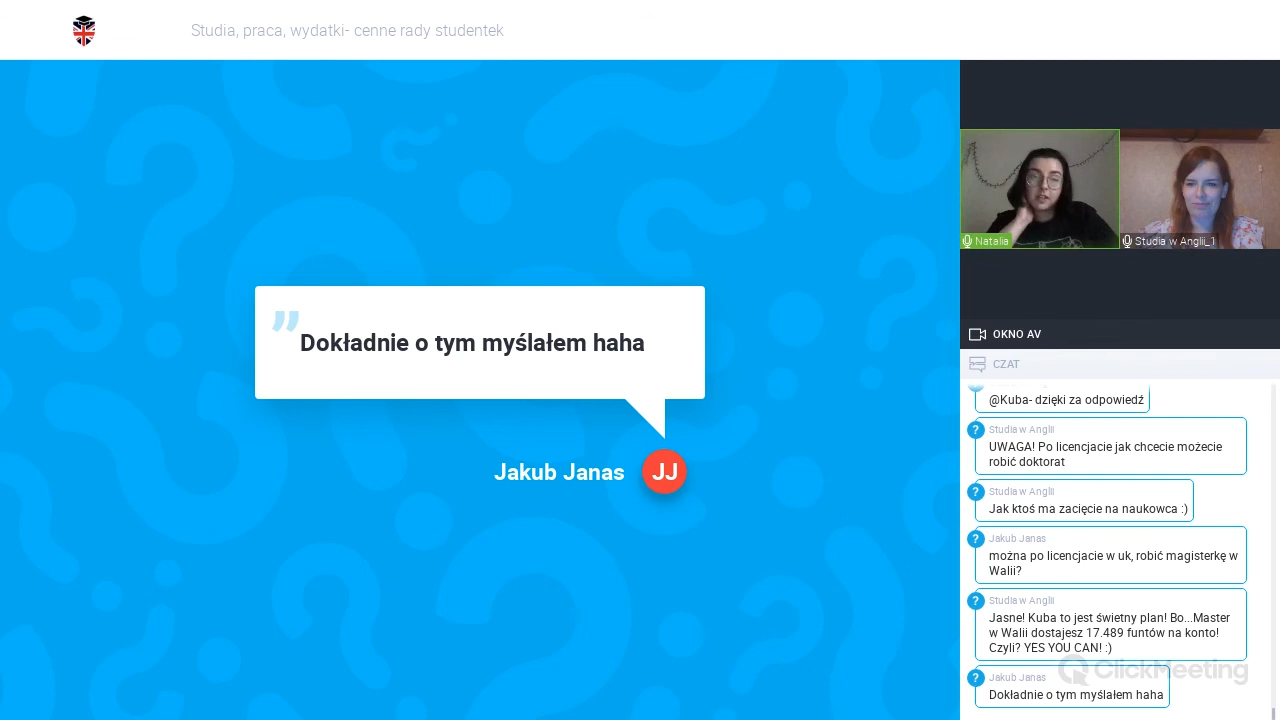 Studia, praca, wydatki- cenne rady studentek
Dokładnie o tym myślałem haha
Jakub Janas
JJ
Natalia
Studia w Anglii_1
OKNO AV
CZAT
@Kuba- dzięki za odpowiedź
?
Studia w Anglii
UWAGA! Po licencjacie jak chcecie możecie
robić doktorat
?
Studia w Anglii
Jak ktoś ma zacięcie na naukowca :)
?
Jakub Janas
można po licencjacie w uk, robić magisterkę w
Walii?
?
Studia w Anglii
Jasne! Kuba to jest świetny plan! Bo...Master
w Walii dostajesz 17.489 funtów na konto!
Czyli? YES YOU CAN! :)
ClickMeeting
?
Jakub Janas
Dokładnie o tym myślałem haha